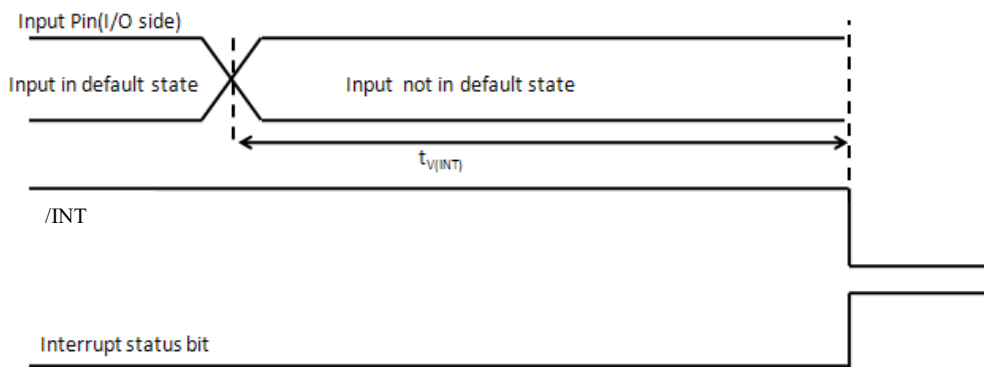 Input Pin(I/O side)
Input in default state
Input  not in default state
tV(INT)
/INT
Interrupt status bit